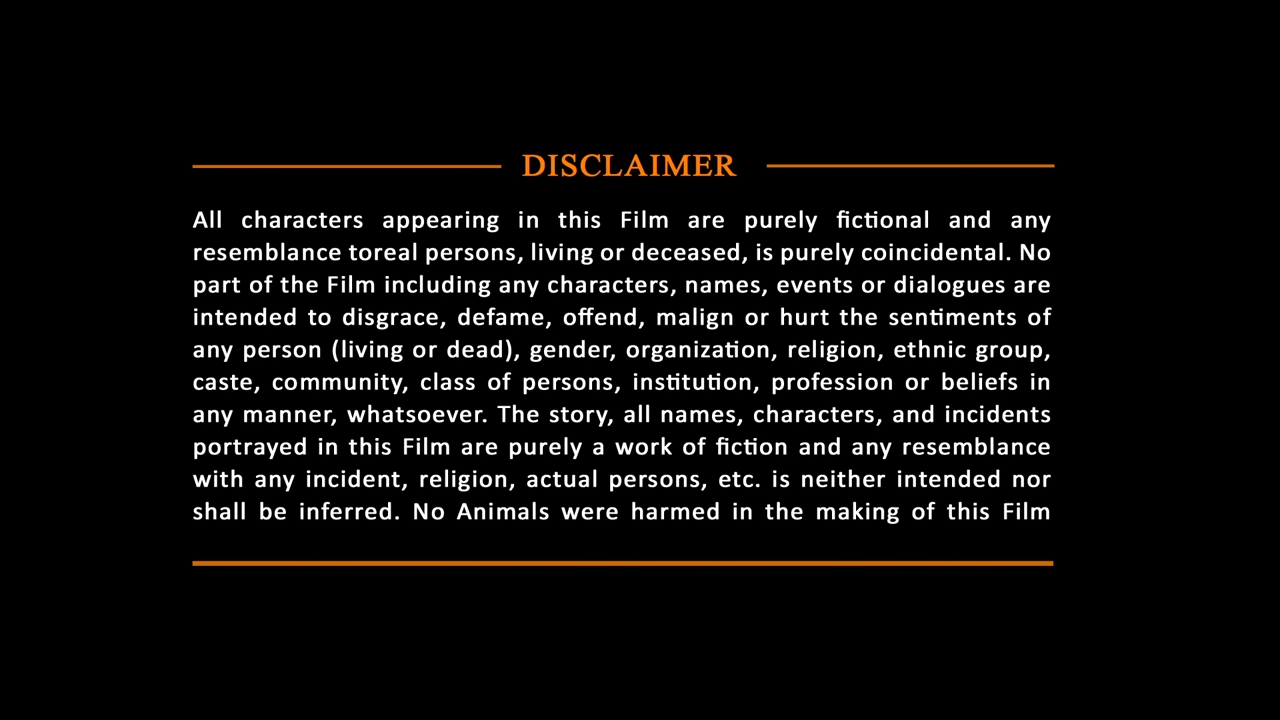 DISCLAIMER
All characters appearing in this Film are purely fictional and any
resemblance toreal persons, living or deceased, is purely coincidental. No
part of the Film including any characters, names, events or dialogues are
intended to disgrace, defame, offend, malign or hurt the sentiments of
any person (living or dead), gender, organization, religion, ethnic group,
caste, community, class of persons, institution, profession or beliefs in
any manner, whatsoever. The story, all names, characters, and incidents
portrayed in this Film are purely a work of fiction and any resemblance
with any incident, religion, actual persons, etc. is neither intended nor
shall be inferred. No Animals were harmed in the making of this Film